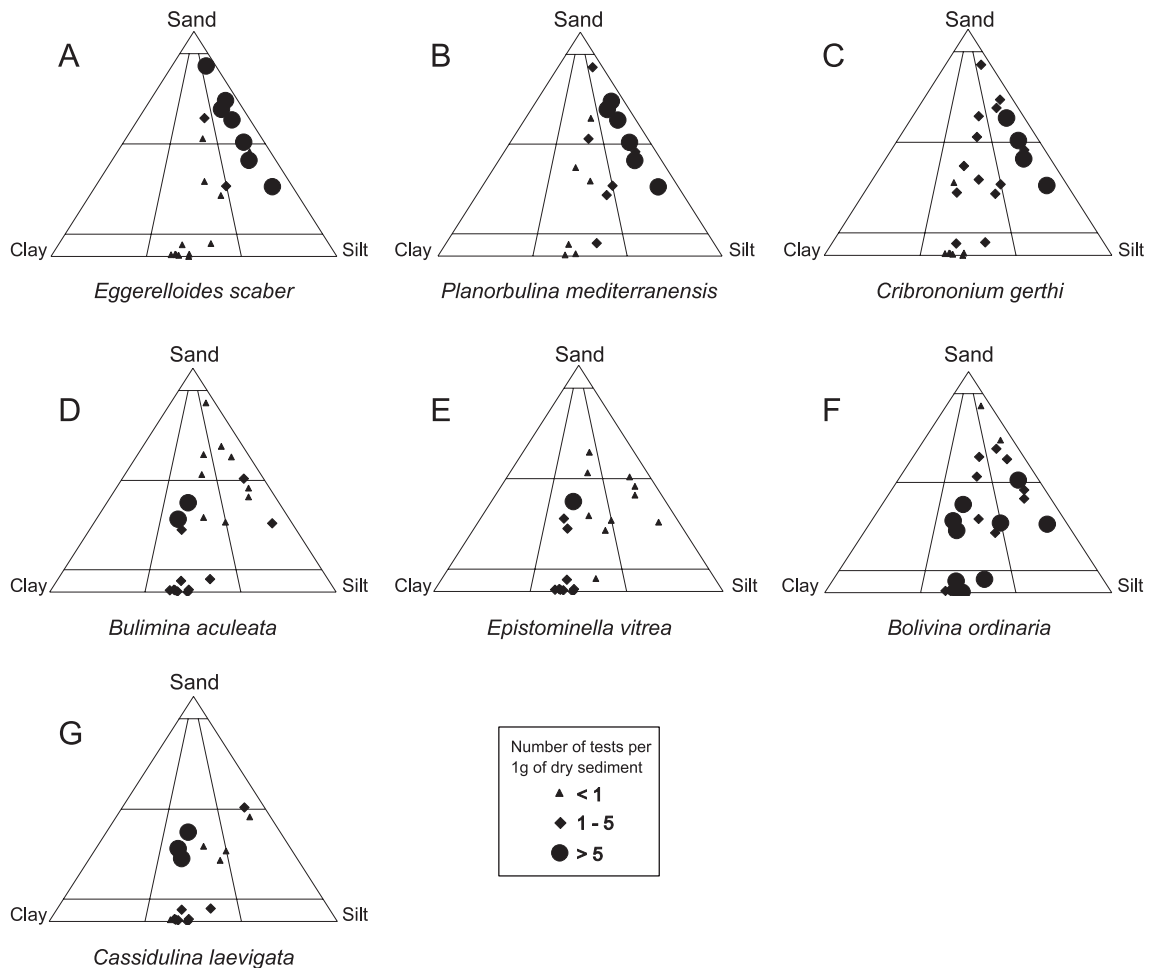 Sand
A
Clay
Silt
Eggerelloides scaber
Sand
B
Clay
Silt
Planorbulina mediterranensis
Sand
C
Clay
Silt
Cribrononium gerthi
Sand
D
Clay
Silt
Bulimina aculeata
Sand
E
Clay
Silt
Epistominella vitrea
Sand
F
Clay
Silt
Bolivina ordinaria
Sand
G
Clay
Silt
Cassidulina laevigata
Number of tests per
1g of dry sediment
< 1
1 - 5
> 5